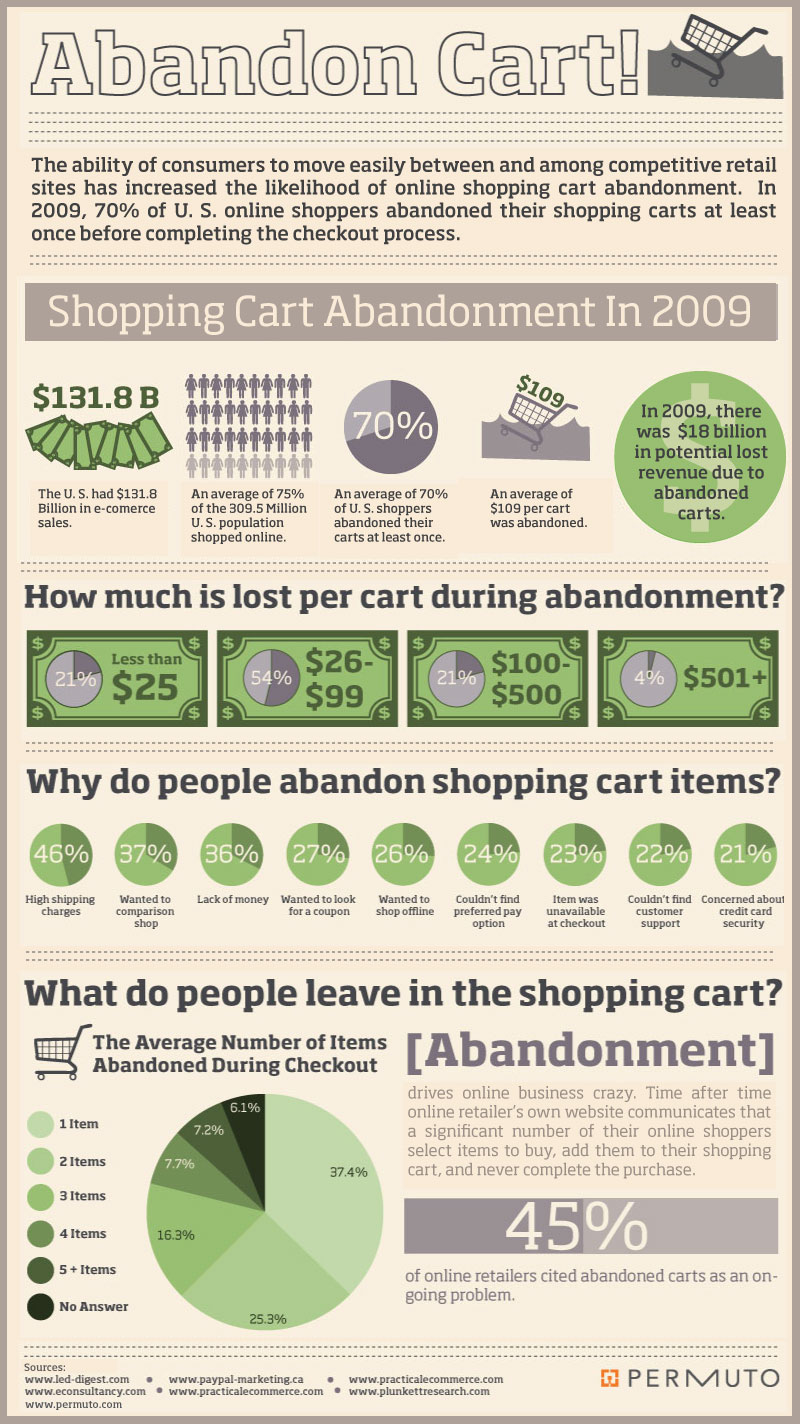 Abandon Cart!
The ability of consumers to move easily between and among competitive retail
sites has increased the likelihood of online shopping cart abandonment. In
2009, 70% of U. S. online shoppers abandoned their shopping carts at least
once before completing the checkout process.
Shopping Cart Abandonment In 2009
$131.8 B
The U. S. had $131.8
Billion in e-comerce
sales.
An average of 75%
of the 309.5 Million
U. S. population
shopped online.
70%
An average of 70%
of U. S. shoppers
abandoned their
carts at least once.
$109
An average of
$109 per cart
was abandoned.
$
In 2009, there
was $18 billion
in potential lost
revenue due to
abandoned
carts.
How much is lost per cart during abandonment?
$ $
21%
Less than
$25
$ $
$ $
54%
$26-
$99
$ $
$ $
21%
$100-
$500
$ $
$ $
4%
$501+
$ $
Why do people abandon shopping cart items?
46%
High shipping
charges
37%
Wanted to
comparison
shop
36%
Lack of money
27%
Wanted to look
for a coupon
26%
Wanted to
shop offline
24%
Couldn't find
preferred pay
option
23%
Item was
unavailable
at checkout
22%
Couldn't find
customer
support
21%
Concerned about
credit card
security
What do people leave in the shopping cart?
The Average Number of Items
Abandoned During Checkout
1 Item
2 Items
3 Items
4 Items
5 + Items
No Answer
6.1%
7.2%
7.7%
16.3%
25.3%
37.4%
[Abandonment]
drives online business crazy. Time after time
online retailer's own website communicates that
a significant number of their online shoppers
select items to buy, add them to their shopping
cart, and never complete the purchase.
45%
of online retailers cited abandoned carts as an on-
going problem.
Sources:
www.led-digest.com • www.paypal-marketing.ca • www.practicalecommerce.com
www.econsultancy.com • www.practicalecommerce.com • www.plunkettresearch.com
www.permuto.com
PERMUTO